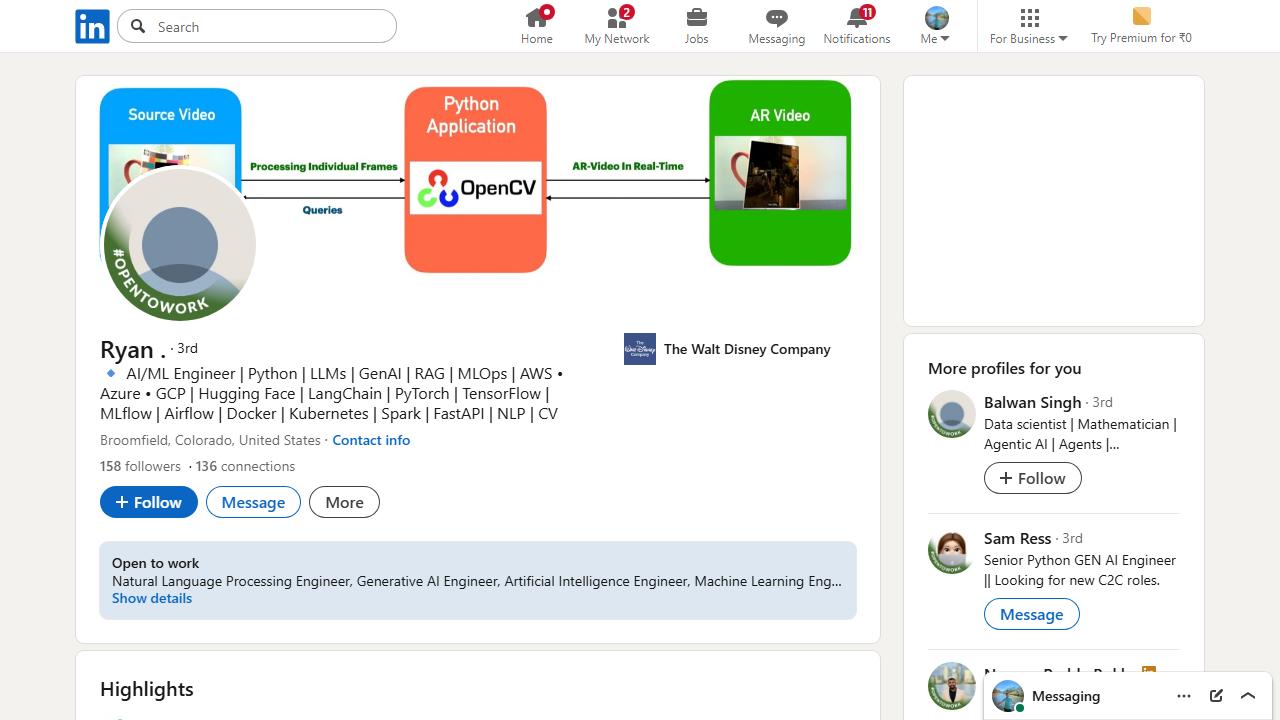 in
Search
Home
2
My Network
Jobs
Messaging
11
Notifications
Me
For Business
Try Premium for ₹0
Source Video
Processing Individual Frames
Queries
Python
Application
OpenCV
AR-Video In Real-Time
AR Video
#OPENTOWORK
Ryan . · 3rd
AI/ML Engineer | Python | LLMs | GenAI | RAG | MLOps | AWS •
Azure • GCP | Hugging Face | LangChain | PyTorch | TensorFlow |
MLflow | Airflow | Docker | Kubernetes | Spark | FastAPI | NLP | CV
The Walt Disney Company
Broomfield, Colorado, United States · Contact info
158 followers · 136 connections
Follow
Message
More
Open to work
Natural Language Processing Engineer, Generative AI Engineer, Artificial Intelligence Engineer, Machine Learning Eng...
Show details
Highlights
More profiles for you
Balwan Singh · 3rd
Data scientist | Mathematician |
Agentic AI | Agents |...
Follow
Sam Ress · 3rd
Senior Python GEN AI Engineer
|| Looking for new C2C roles.
Message
Messaging